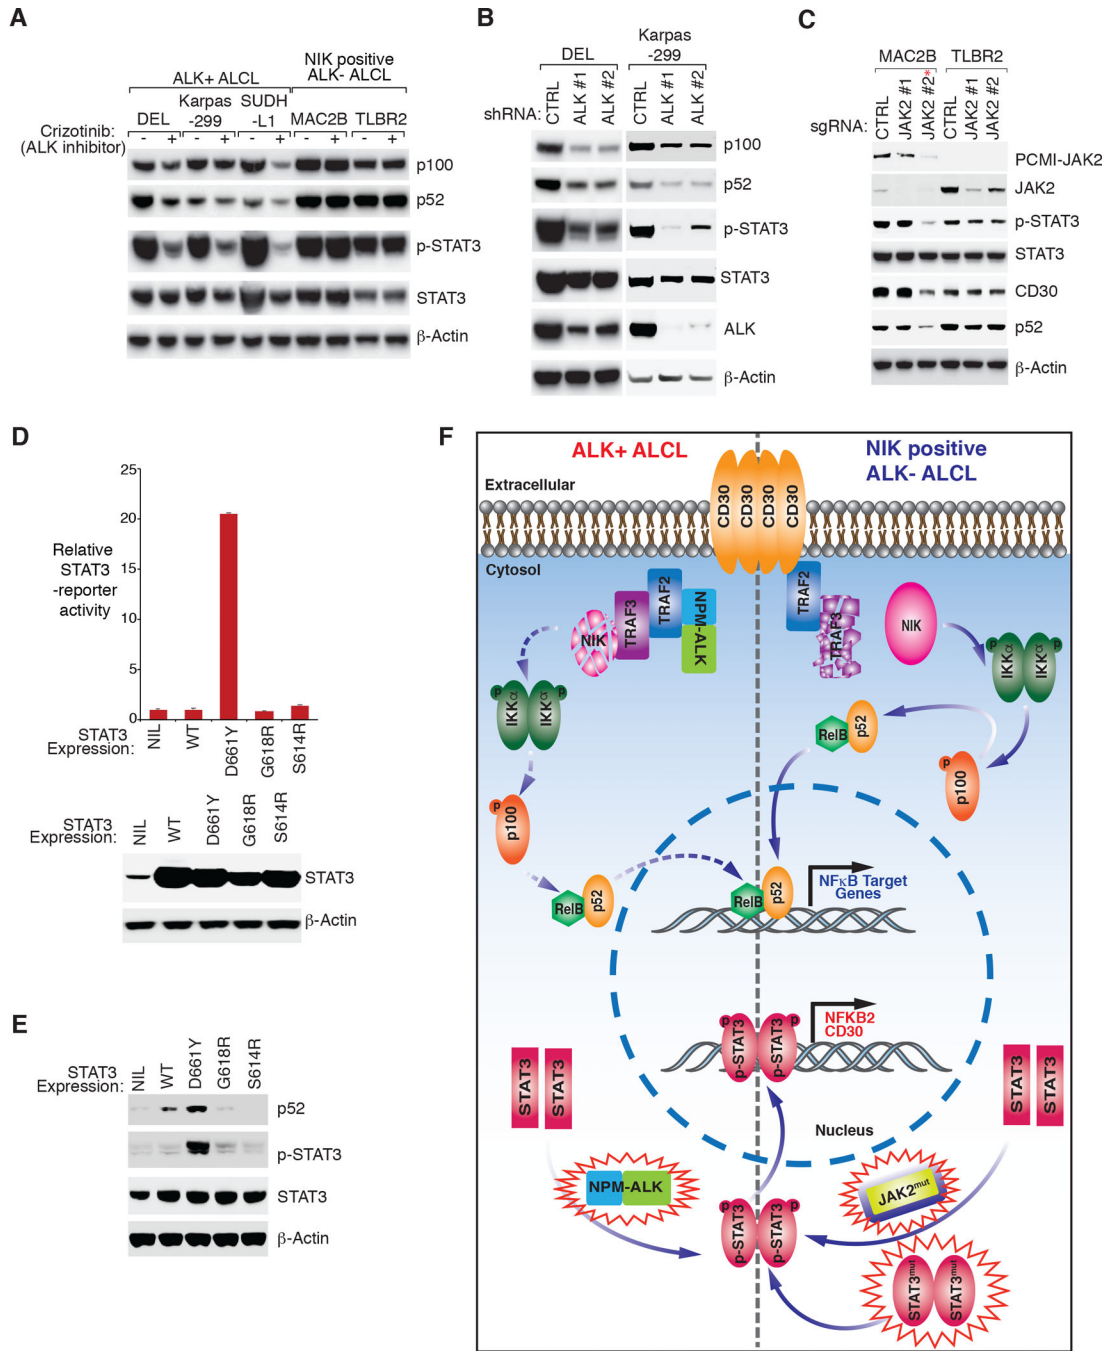 A
NIK positive
ALK- ALCL
ALK+ ALCL
DEL
Karpas
-299
SUDH
-L1
MAC2B
TLBR2
Crizotinib:
(ALK inhibitor)
- + - + - + - + - +
p100
p52
p-STAT3
STAT3
β-Actin
B
DEL
Karpas
-299
shRNA:
CTRL
ALK #1
ALK #2
CTRL
ALK #1
ALK #2
p100
p52
p-STAT3
STAT3
ALK
β-Actin
C
MAC2B
TLBR2
sgRNA:
CTRL
JAK2 #1
JAK2 #2*
CTRL
JAK2 #1
JAK2 #2
PCMI-JAK2
JAK2
p-STAT3
STAT3
CD30
p52
β-Actin
D
Relative
STAT3
-reporter
activity
25
20
15
10
5
0
STAT3
Expression:
NIL
WT
D661Y
G618R
S614R
STAT3
Expression:
NIL
WT
D661Y
G618R
S614R
STAT3
β-Actin
E
STAT3
Expression:
NIL
WT
D661Y
G618R
S614R
p52
p-STAT3
STAT3
β-Actin
F
ALK+ ALCL
NIK positive
ALK- ALCL
Extracellular
CD30
CD30
CD30
CD30
Cytosol
NIK
TRAF3
TRAF2
NPM-ALK
TRAF2
TRAF3
NIK
P
IKKα
IKKα
P
P
IKKα
IKKα
P
RelB
p52
P
p100
P
p100
RelB
p52
RelB
p52
NFκB Target
Genes
NFKB2
CD30
P
p-STAT3
p-STAT3
P
STAT3
STAT3
STAT3
STAT3
Nucleus
NPM-ALK
JAK2mut
P
p-STAT3
p-STAT3
P
STAT3mut
STAT3mut